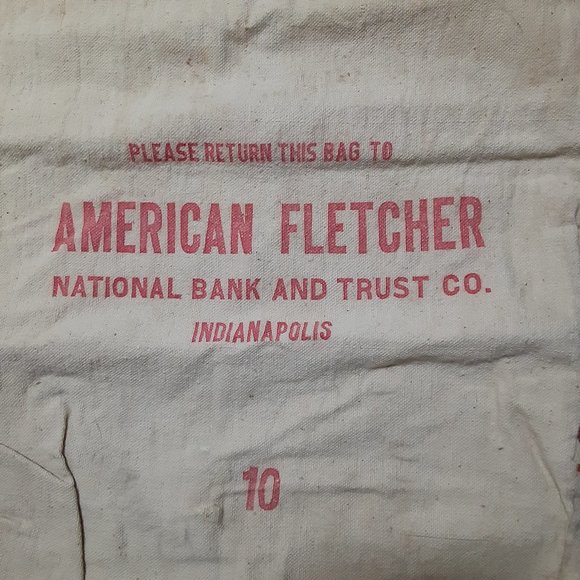 PLEASE RETURN THIS BAG TO
AMERICAN FLETCHER
NATIONAL BANK AND TRUST CO.
INDIANAPOLIS
10